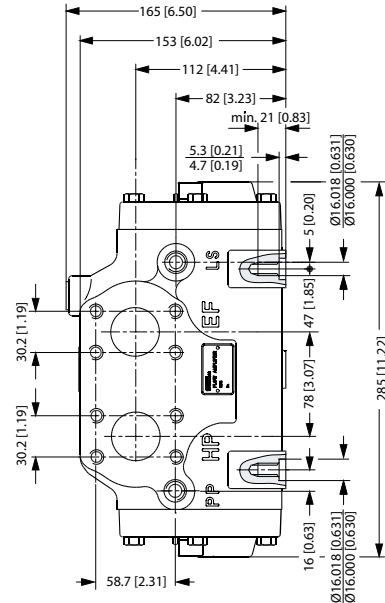 165 [6.50]
153 [6.02]
112 [4.41]
82 [3.23]
min. 21 [0.83]
5.3 [0.21]
4.7 [0.19]
Ø16.018 [0.631]
Ø16.000 [0.630]
5 [0.20]
LS
EF
47 [1.85]
30.2 [1.19]
285 [11.22]
78 [3.07]
30.2 [1.19]
HP
PP
16 [0.63]
Ø16.018 [0.631]
Ø16.000 [0.630]
58.7 [2.31]